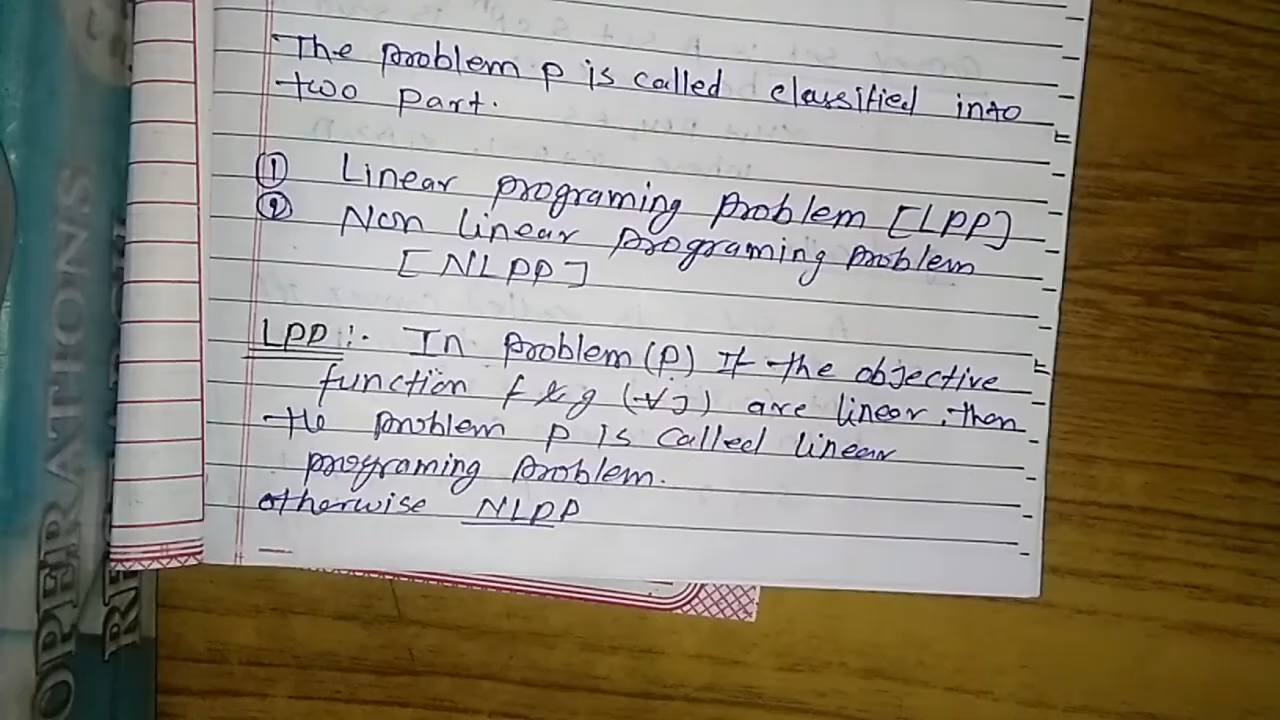 The problem p is called classified into
two part.
① Linear programing problem [LPP]
② Non linear programing problem
[NLPP]
LPP :- In problem (p) If the objective
function f & g (∀j) are linear, then
the problem p is called linear
programing problem.
otherwise NLPP
OPERATIONS